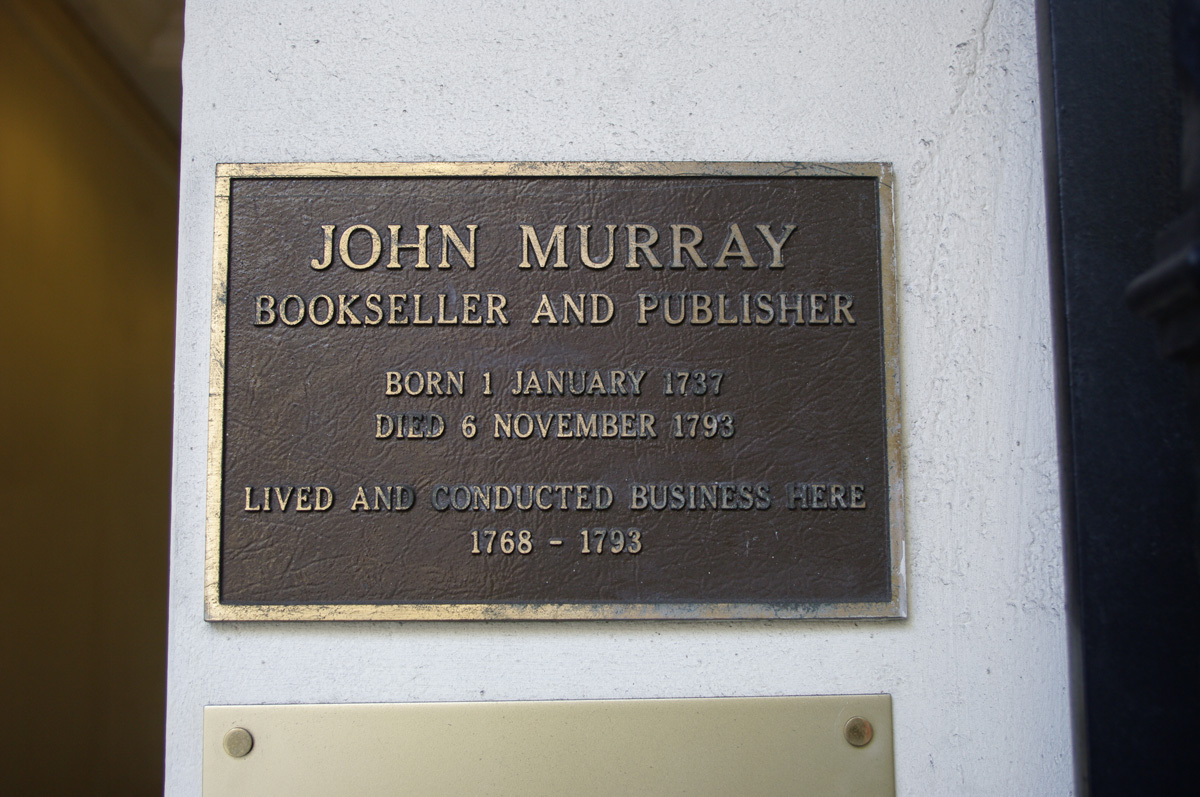 JOHN MURRAY
BOOKSELLER AND PUBLISHER
BORN 1 JANUARY 1737
DIED 6 NOVEMBER 1793
LIVED AND CONDUCTED BUSINESS HERE
1768 - 1793